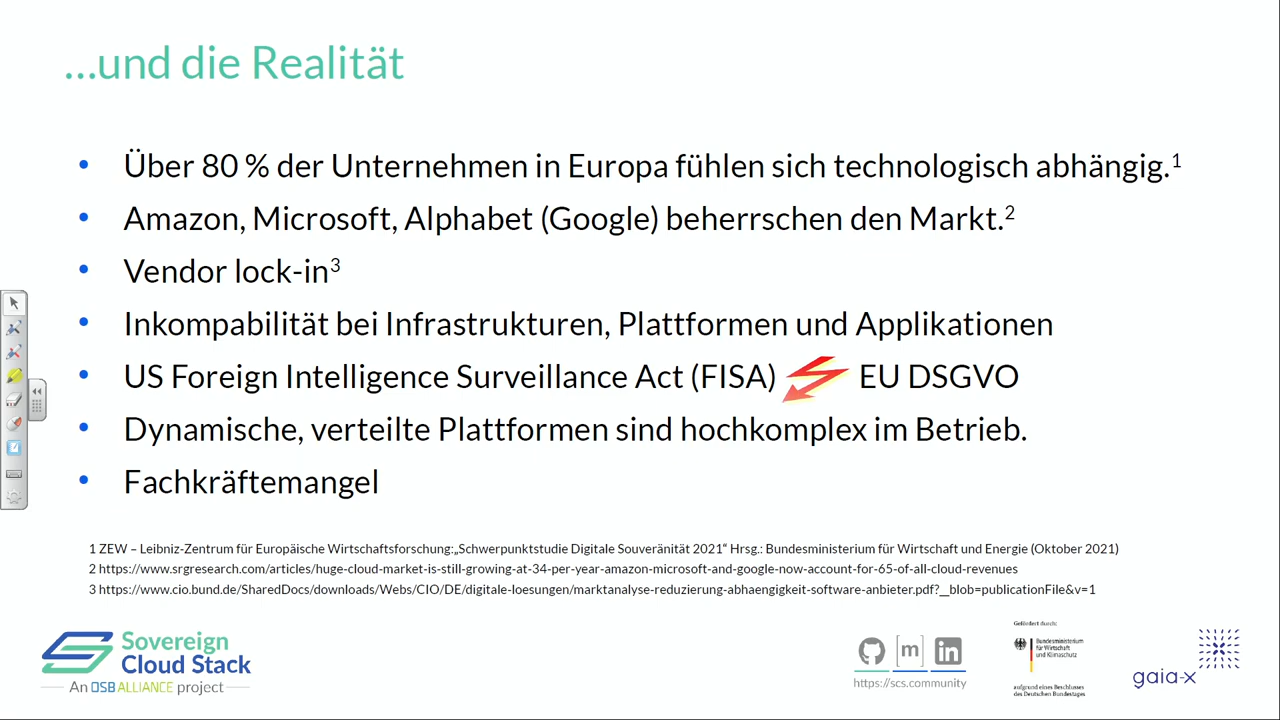 ...und die Realität
Über 80 % der Unternehmen in Europa fühlen sich technologisch abhängig.¹
Amazon, Microsoft, Alphabet (Google) beherrschen den Markt.²
Vendor lock-in³
Inkompabilität bei Infrastrukturen, Plattformen und Applikationen
US Foreign Intelligence Surveillance Act (FISA) EU DSGVO
Dynamische, verteilte Plattformen sind hochkomplex im Betrieb.
Fachkräftemangel
1 ZEW – Leibniz-Zentrum für Europäische Wirtschaftsforschung:„Schwerpunktstudie Digitale Souveränität 2021“ Hrsg.: Bundesministerium für Wirtschaft und Energie (Oktober 2021)
2 https://www.srgresearch.com/articles/huge-cloud-market-is-still-growing-at-34-per-year-amazon-microsoft-and-google-now-account-for-65-of-all-cloud-revenues
3 https://www.cio.bund.de/SharedDocs/downloads/Webs/CIO/DE/digitale-loesungen/marktanalyse-reduzierung-abhaengigkeit-software-anbieter.pdf?__blob=publicationFile&v=1
Sovereign
Cloud Stack
An OSB ALLIANCE project
[m] in
https://scs.community
Gefördert durch:
Bundesministerium
für Wirtschaft
und Klimaschutz
aufgrund eines Beschlusses
des Deutschen Bundestages
gaia-x